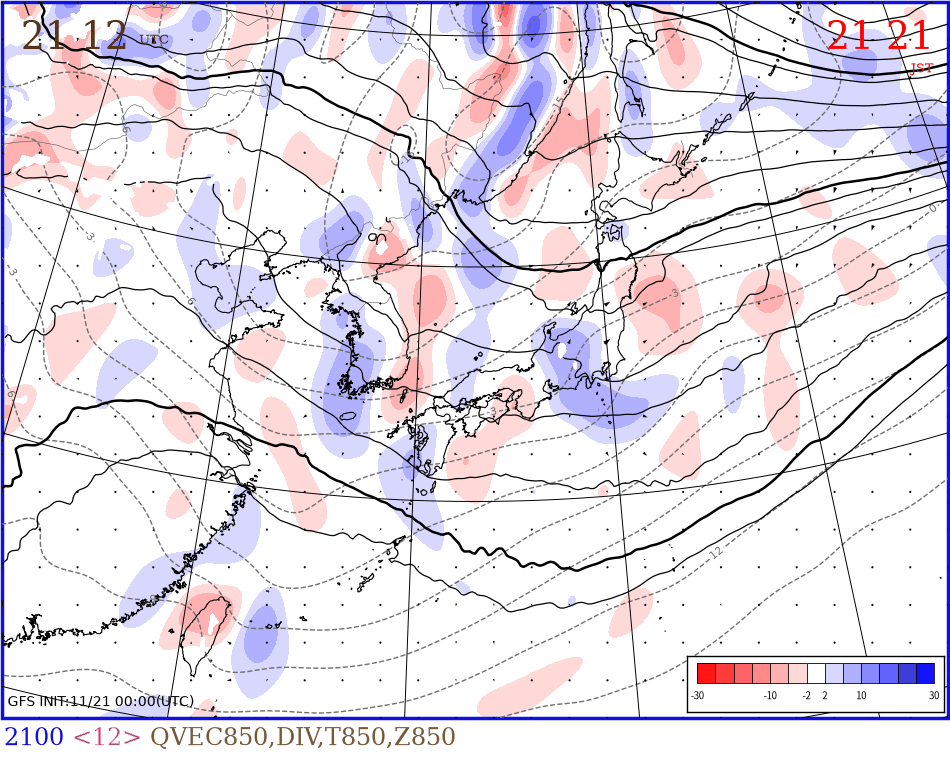 21 12 UTC
21 21
JST
GFS INIT:11/21 00:00(UTC)
-30 -10 -2 2 10 30
2100 <12> QVEC850,DIV,T850,Z850
12